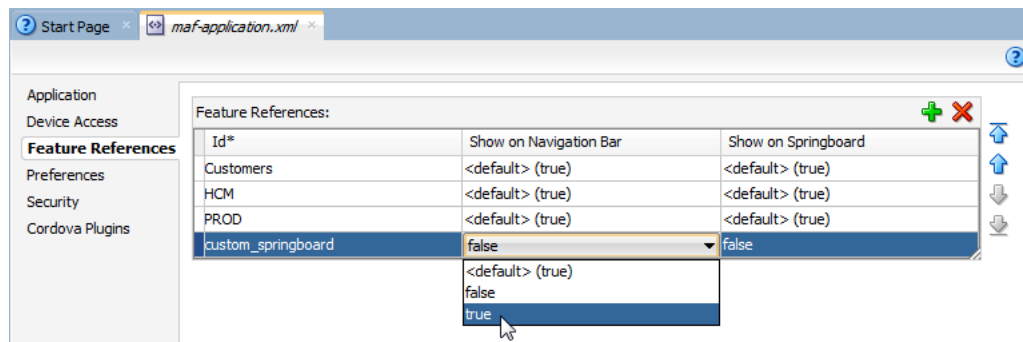 Start Page maf-application.xml
Application
Device Access
Feature References
Preferences
Security
Cordova Plugins
Feature References:
Id* Show on Navigation Bar Show on Springboard
Customers <default> (true) <default> (true)
HCM <default> (true) <default> (true)
PROD <default> (true) <default> (true)
custom_springboard false false
<default> (true)
false
true